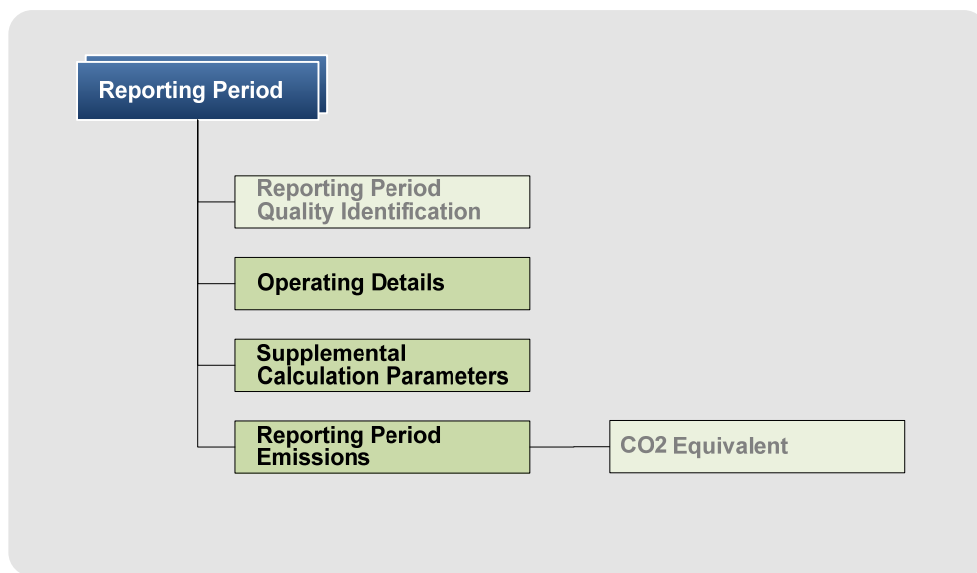 Reporting Period
Reporting Period
Quality Identification
Operating Details
Supplemental
Calculation Parameters
Reporting Period
Emissions
CO2 Equivalent